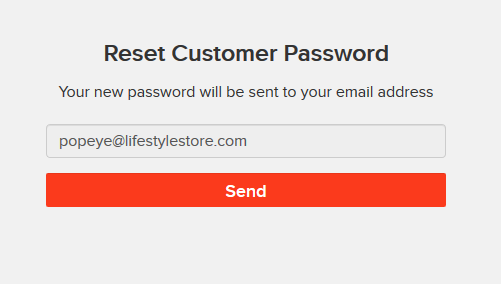 Reset Customer Password
Your new password will be sent to your email address
popeye@lifestylestore.com
Send